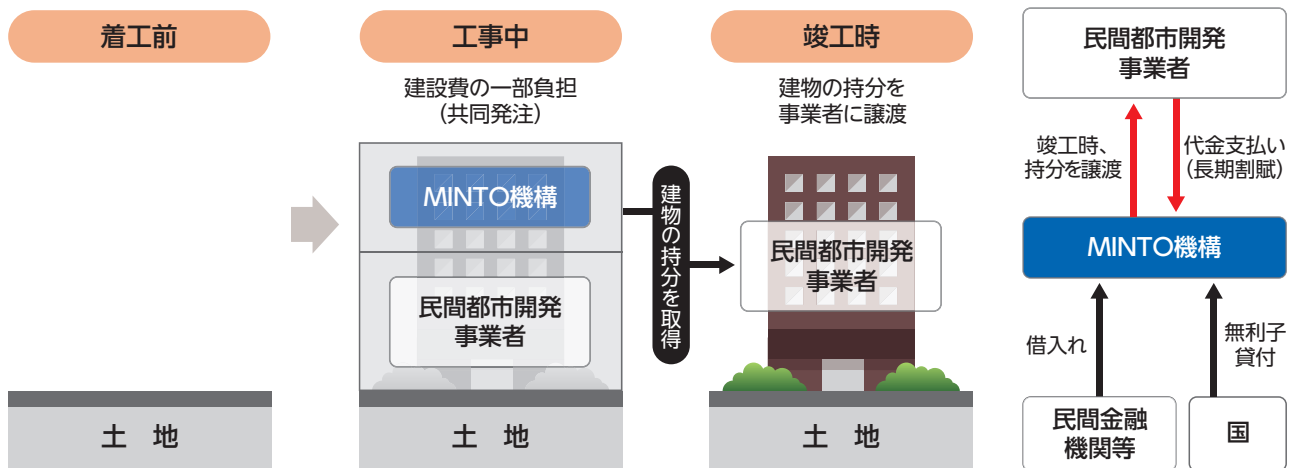 着工前
土　地
工事中
建設費の一部負担
（共同発注）
MINTO機構
民間都市開発
事業者
土　地
建物の持分を取得
竣工時
建物の持分を
事業者に譲渡
民間都市開発
事業者
土　地
民間都市開発
事業者
竣工時、
持分を譲渡
代金支払い
（長期割賦）
MINTO機構
借入れ
無利子
貸付
民間金融
機関等
国